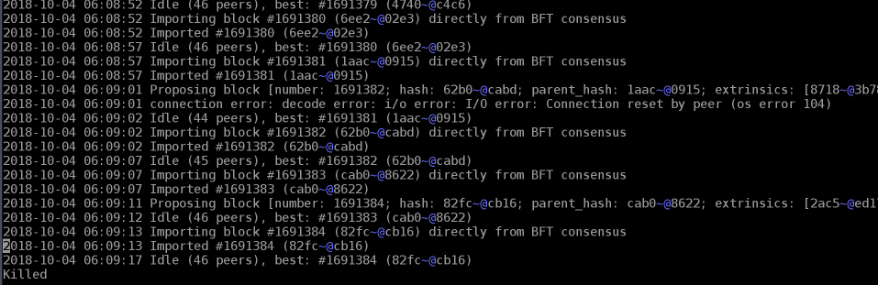 2018-10-04 06:08:52 Idle (46 peers), best: #1691379 (4740~@c4c6)
2018-10-04 06:08:52 Importing block #1691380 (6ee2~@02e3) directly from BFT consensus
2018-10-04 06:08:52 Imported #1691380 (6ee2~@02e3)
2018-10-04 06:08:57 Idle (46 peers), best: #1691380 (6ee2~@02e3)
2018-10-04 06:08:57 Importing block #1691381 (1aac~@0915) directly from BFT consensus
2018-10-04 06:08:57 Imported #1691381 (1aac~@0915)
2018-10-04 06:09:01 Proposing block [number: 1691382; hash: 62b0~@cabd; parent_hash: 1aac~@0915; extrinsics: [8718~@3b78
2018-10-04 06:09:01 connection error: decode error: i/o error: I/O error: Connection reset by peer (os error 104)
2018-10-04 06:09:02 Idle (44 peers), best: #1691381 (1aac~@0915)
2018-10-04 06:09:02 Importing block #1691382 (62b0~@cabd) directly from BFT consensus
2018-10-04 06:09:02 Imported #1691382 (62b0~@cabd)
2018-10-04 06:09:07 Idle (45 peers), best: #1691382 (62b0~@cabd)
2018-10-04 06:09:07 Importing block #1691383 (cab0~@8622) directly from BFT consensus
2018-10-04 06:09:07 Imported #1691383 (cab0~@8622)
2018-10-04 06:09:11 Proposing block [number: 1691384; hash: 82fc~@cb16; parent_hash: cab0~@8622; extrinsics: [2ac5~@ed17
2018-10-04 06:09:12 Idle (46 peers), best: #1691383 (cab0~@8622)
2018-10-04 06:09:13 Importing block #1691384 (82fc~@cb16) directly from BFT consensus
2018-10-04 06:09:13 Imported #1691384 (82fc~@cb16)
2018-10-04 06:09:17 Idle (46 peers), best: #1691384 (82fc~@cb16)
Killed